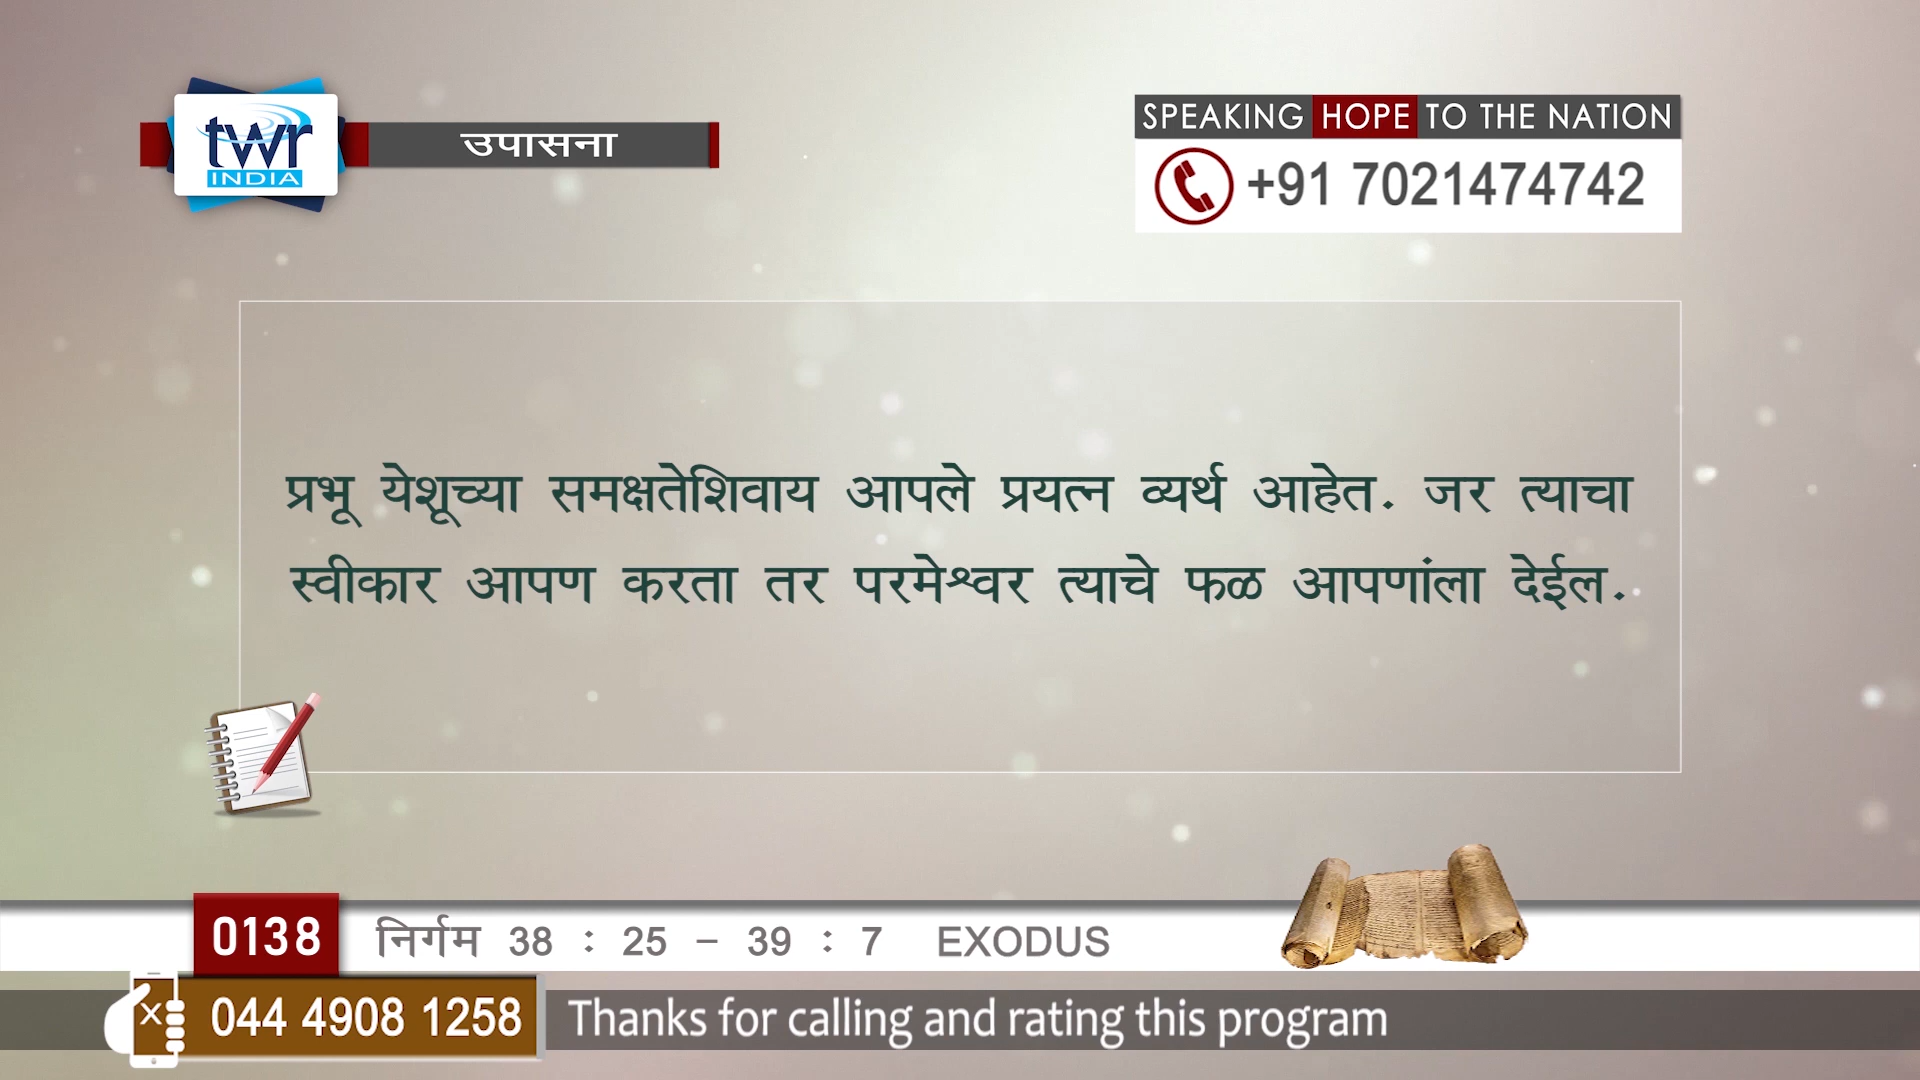 twr
INDIA
उपासना
SPEAKING HOPE TO THE NATION
+91 7021474742
प्रभू येशूच्या समक्षतेशिवाय आपले प्रयत्न व्यर्थ आहेत. जर त्याचा
स्वीकार आपण करता तर परमेश्वर त्याचे फळ आपणांला देईल.
0138 निर्गम 38 : 25 - 39 : 7 EXODUS
044 4908 1258 Thanks for calling and rating this program